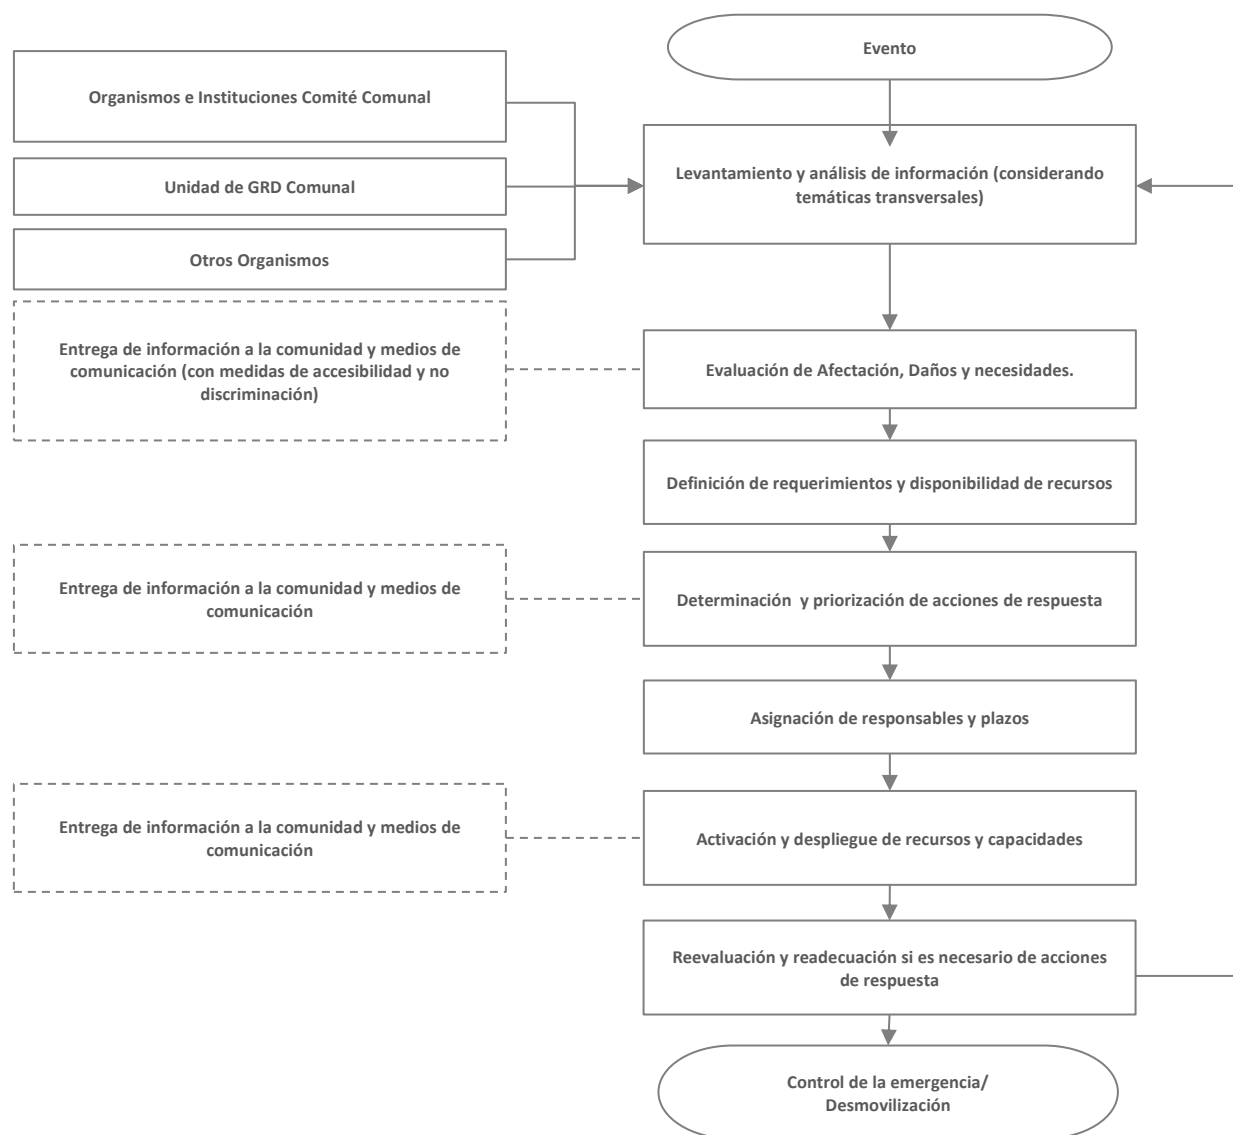 Evento
Organismos e Instituciones Comité Comunal
Unidad de GRD Comunal
Otros Organismos
Levantamiento y análisis de información (considerando
temáticas transversales)
Entrega de información a la comunidad y medios de
comunicación (con medidas de accesibilidad y no
discriminación)
Evaluación de Afectación, Daños y necesidades.
Definición de requerimientos y disponibilidad de recursos
Entrega de información a la comunidad y medios de
comunicación
Determinación y priorización de acciones de respuesta
Asignación de responsables y plazos
Entrega de información a la comunidad y medios de
comunicación
Activación y despliegue de recursos y capacidades
Reevaluación y readecuación si es necesario de acciones
de respuesta
Control de la emergencia/
Desmovilización